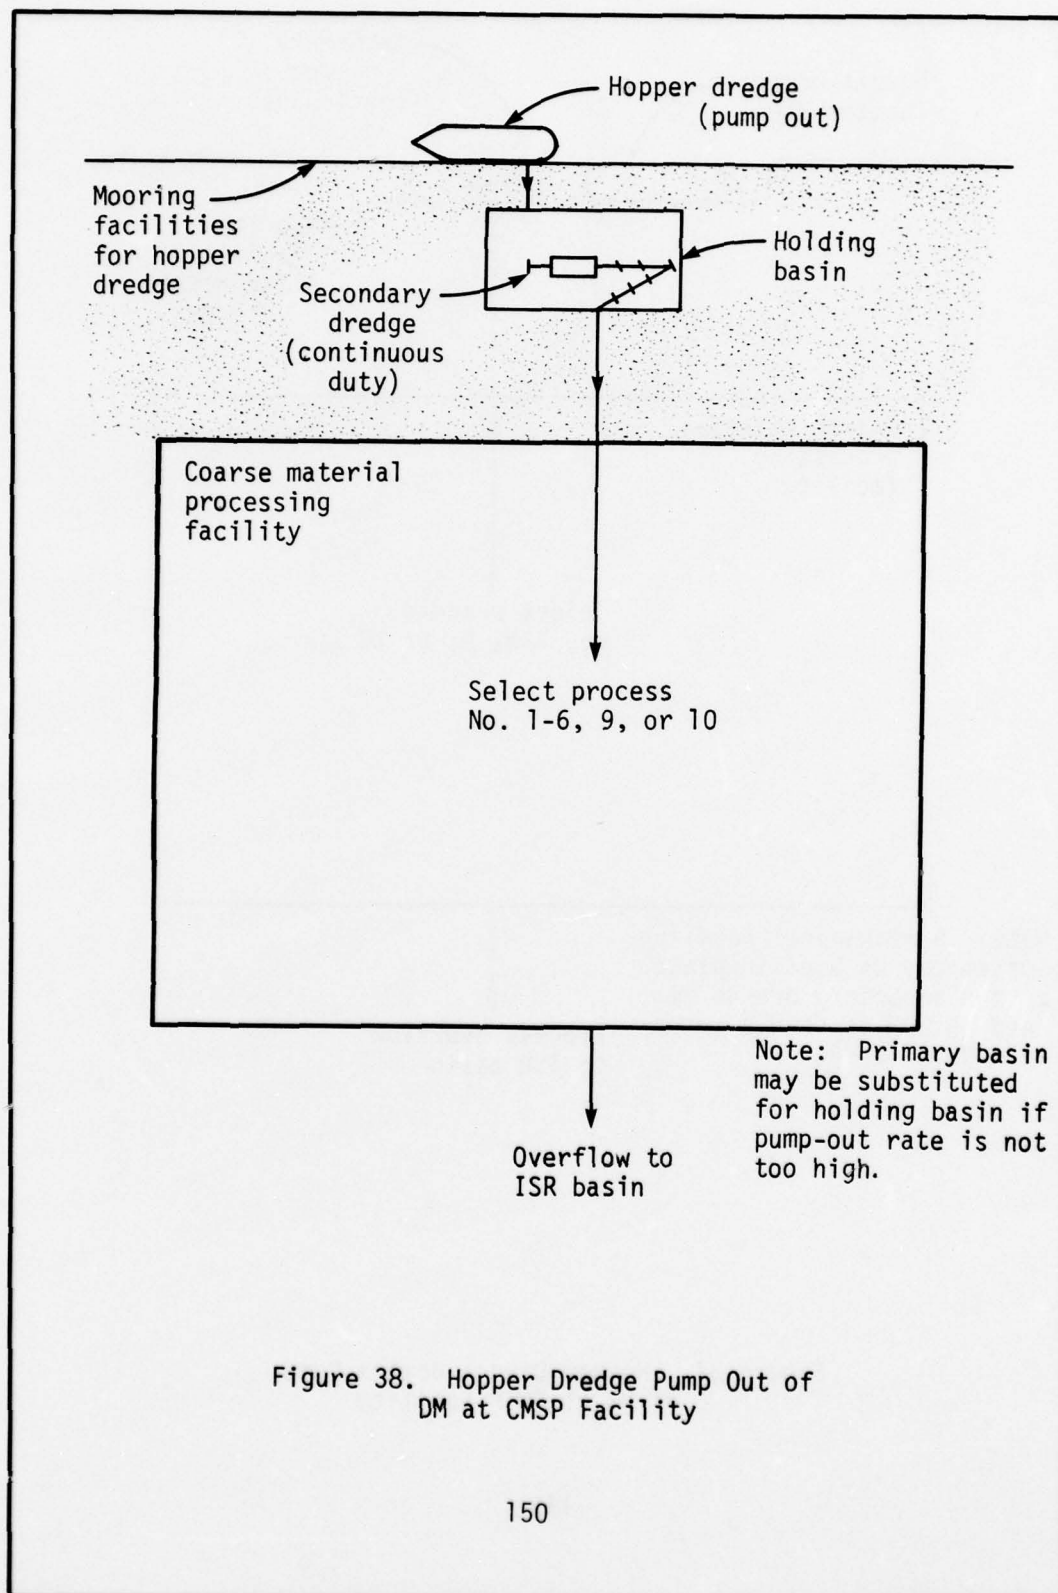 Hopper dredge
(pump out)
Mooring
facilities
for hopper
dredge
Holding
basin
Secondary
dredge
(continuous
duty)
Coarse material
processing
facility
Select process
No. 1-6, 9, or 10
Note: Primary basin
may be substituted
for holding basin if
pump-out rate is not
too high.
Overflow to
ISR basin
Figure 38. Hopper Dredge Pump Out of
DM at CMSP Facility
150